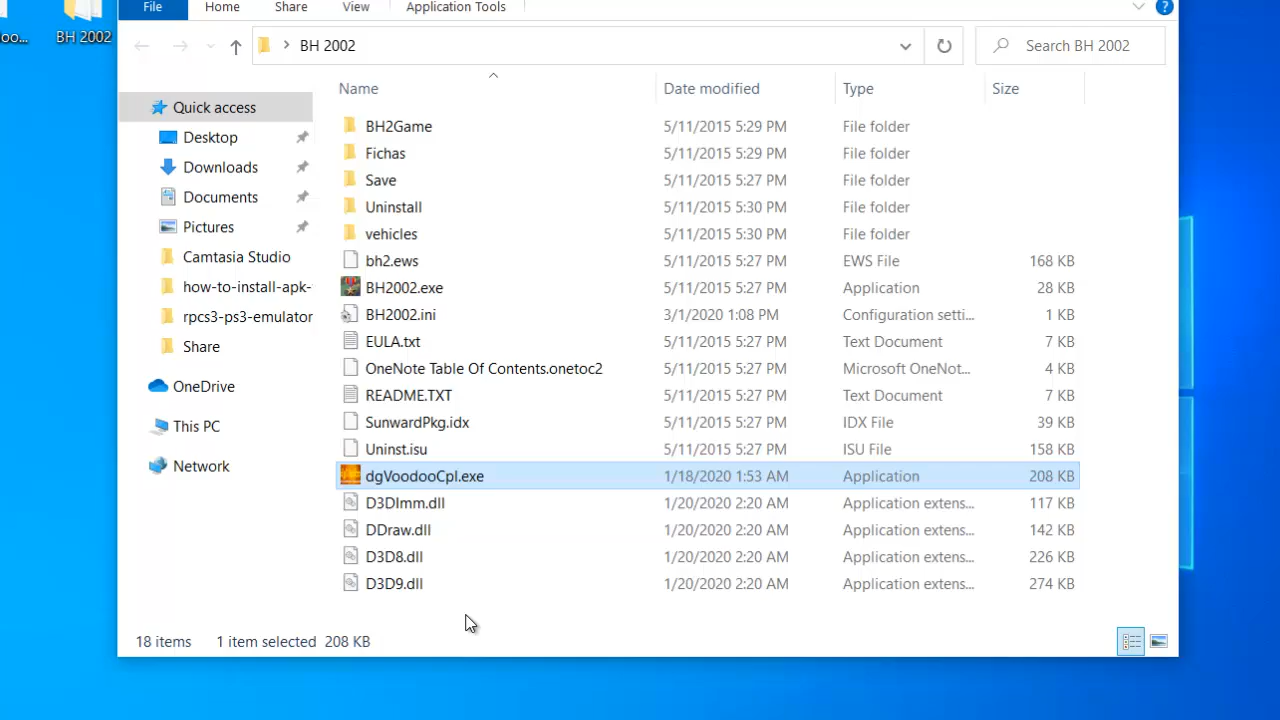 File Home Share View Application Tools
oo... BH 2002
BH 2002 Search BH 2002
Name Date modified Type Size
Quick access
Desktop
Downloads
Documents
Pictures
Camtasia Studio
how-to-install-apk-
rpcs3-ps3-emulator
Share
OneDrive
This PC
Network
BH2Game 5/11/2015 5:29 PM File folder
Fichas 5/11/2015 5:29 PM File folder
Save 5/11/2015 5:27 PM File folder
Uninstall 5/11/2015 5:30 PM File folder
vehicles 5/11/2015 5:30 PM File folder
bh2.ews 5/11/2015 5:27 PM EWS File 168 KB
BH2002.exe 5/11/2015 5:27 PM Application 28 KB
BH2002.ini 3/1/2020 1:08 PM Configuration setti... 1 KB
EULA.txt 5/11/2015 5:27 PM Text Document 7 KB
OneNote Table Of Contents.onetoc2 5/11/2015 5:27 PM Microsoft OneNot... 4 KB
README.TXT 5/11/2015 5:27 PM Text Document 7 KB
SunwardPkg.idx 5/11/2015 5:27 PM IDX File 39 KB
Uninst.isu 5/11/2015 5:27 PM ISU File 158 KB
dgVoodooCpl.exe 1/18/2020 1:53 AM Application 208 KB
D3DImm.dll 1/20/2020 2:20 AM Application extens... 117 KB
DDraw.dll 1/20/2020 2:20 AM Application extens... 142 KB
D3D8.dll 1/20/2020 2:20 AM Application extens... 226 KB
D3D9.dll 1/20/2020 2:20 AM Application extens... 274 KB
18 items 1 item selected 208 KB